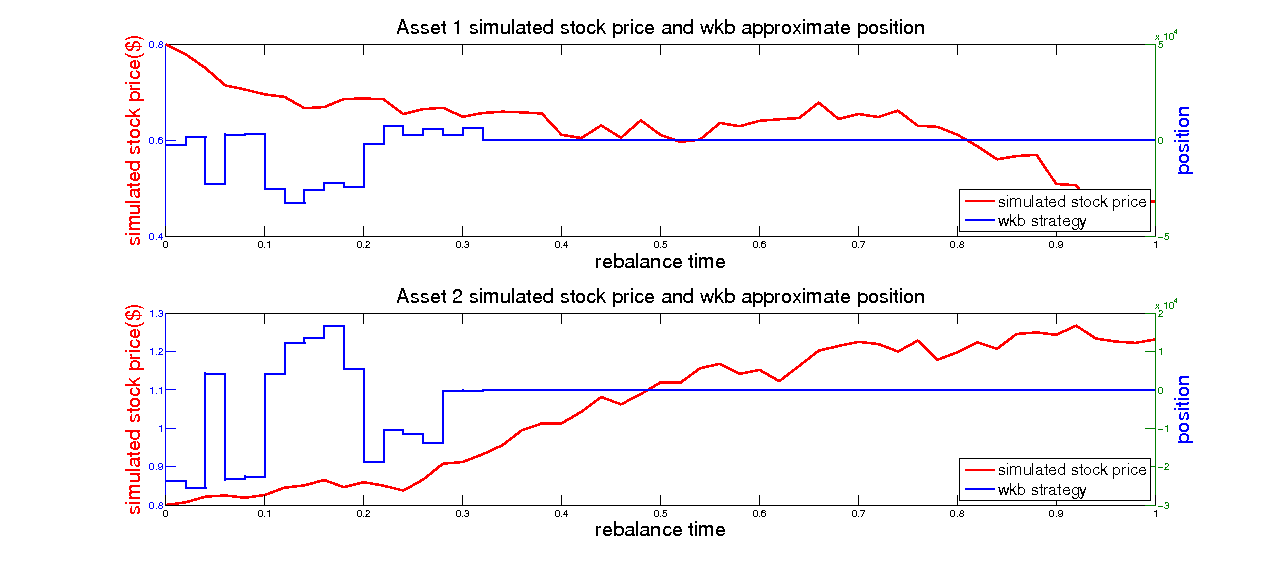 Asset 1 simulated stock price and wkb approximate position
x 10^4
0.8 5
simulated stock price($)
0.6 0
position
simulated stock price
wkb strategy
0.4 -5
0 0.1 0.2 0.3 0.4 0.5 0.6 0.7 0.8 0.9 1
rebalance time
Asset 2 simulated stock price and wkb approximate position
x 10^4
1.3 2
1.2 1
simulated stock price($)
1.1 0
position
1 -1
0.9 -2
simulated stock price
wkb strategy
0.8 -3
0 0.1 0.2 0.3 0.4 0.5 0.6 0.7 0.8 0.9 1
rebalance time